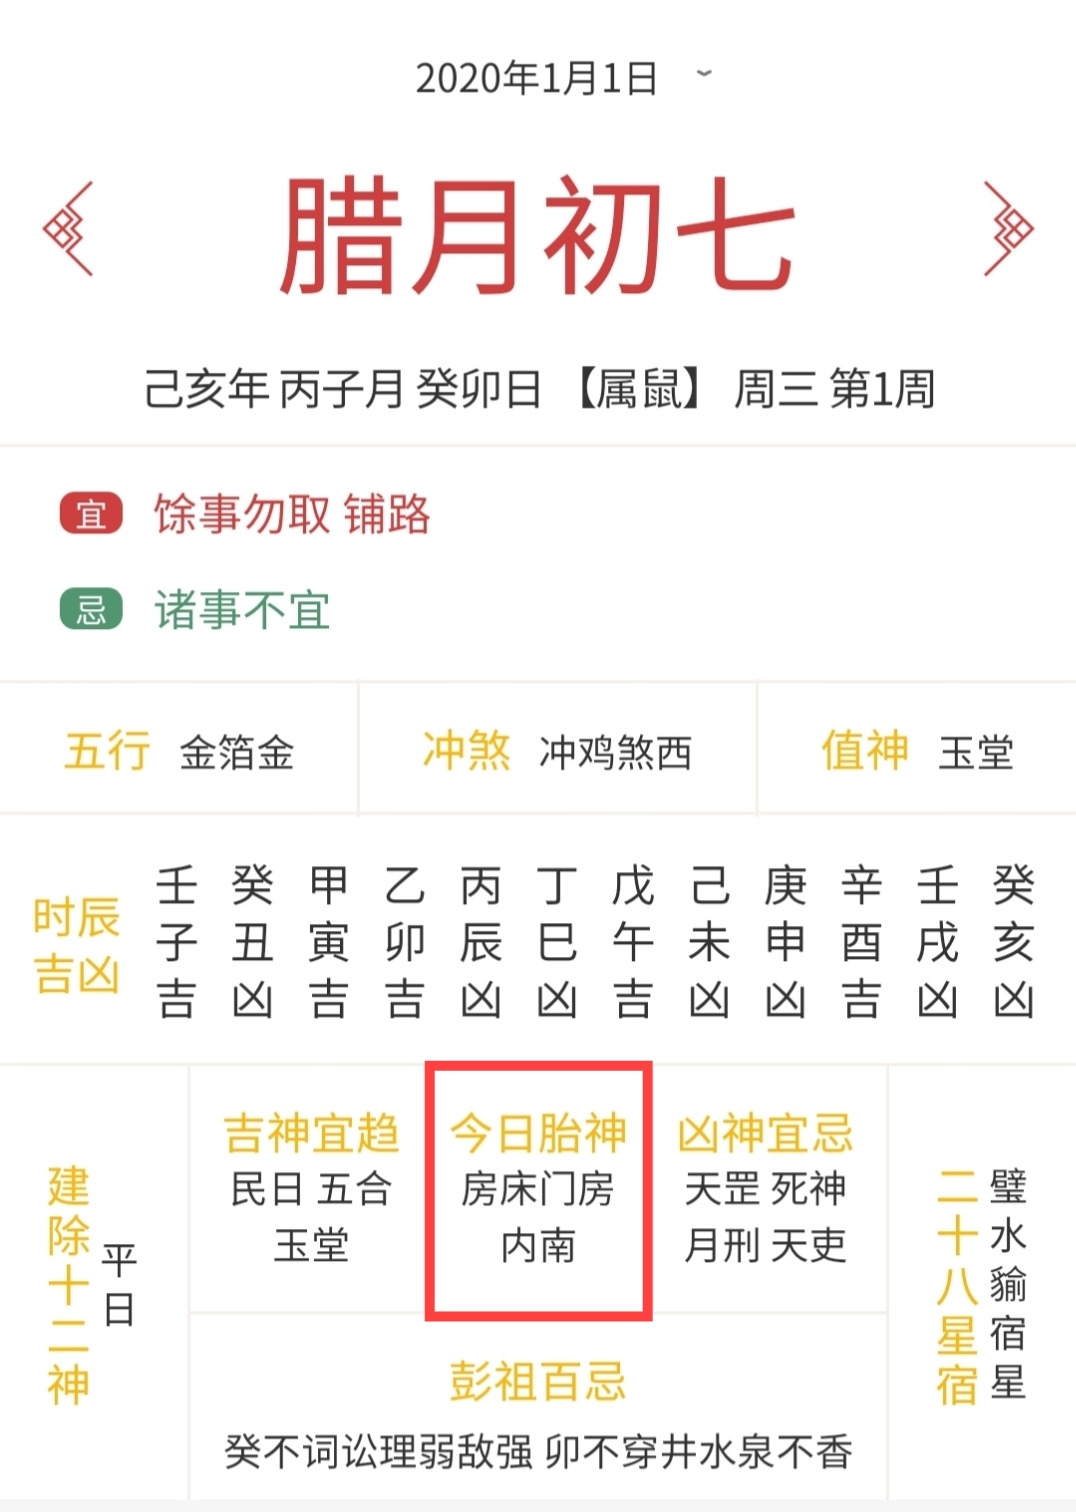 2020年1月1日
腊月初七
己亥年 丙子月 癸卯日 【属鼠】 周三 第1周
宜 馀事勿取 铺路
忌 诸事不宜
五行 金箔金 冲煞 冲鸡煞西 值神 玉堂
时辰吉凶
壬子吉
癸丑凶
甲寅吉
乙卯吉
丙辰凶
丁巳凶
戊午吉
己未凶
庚申凶
辛酉吉
壬戌凶
癸亥凶
建除十二神
平日
吉神宜趋
民日 五合
玉堂
今日胎神
房床门房
内南
凶神宜忌
天罡 死神
月刑 天吏
彭祖百忌
癸不词讼理弱敌强 卯不穿井水泉不香
二十八星宿
璧水貐宿星